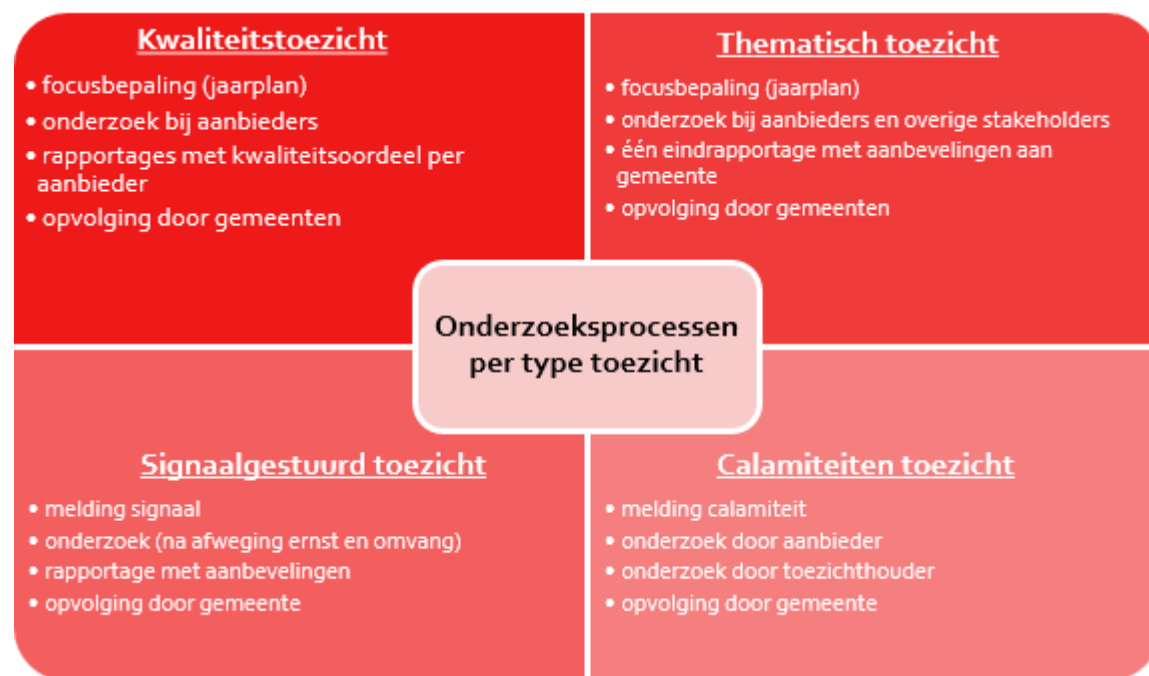 Kwaliteitstoezicht
• focusbepaling (jaarplan)
• onderzoek bij aanbieders
• rapportages met kwaliteitsoordeel per
aanbieder
• opvolging door gemeenten
Thematisch toezicht
• focusbepaling (jaarplan)
• onderzoek bij aanbieders en overige stakeholders
• één eindrapportage met aanbevelingen aan
gemeente
• opvolging door gemeenten
Onderzoeksprocessen
per type toezicht
Signaalgestuurd toezicht
• melding signaal
• onderzoek (na afweging ernst en omvang)
• rapportage met aanbevelingen
• opvolging door gemeente
Calamiteiten toezicht
• melding calamiteit
• onderzoek door aanbieder
• onderzoek door toezichthouder
• opvolging door gemeente